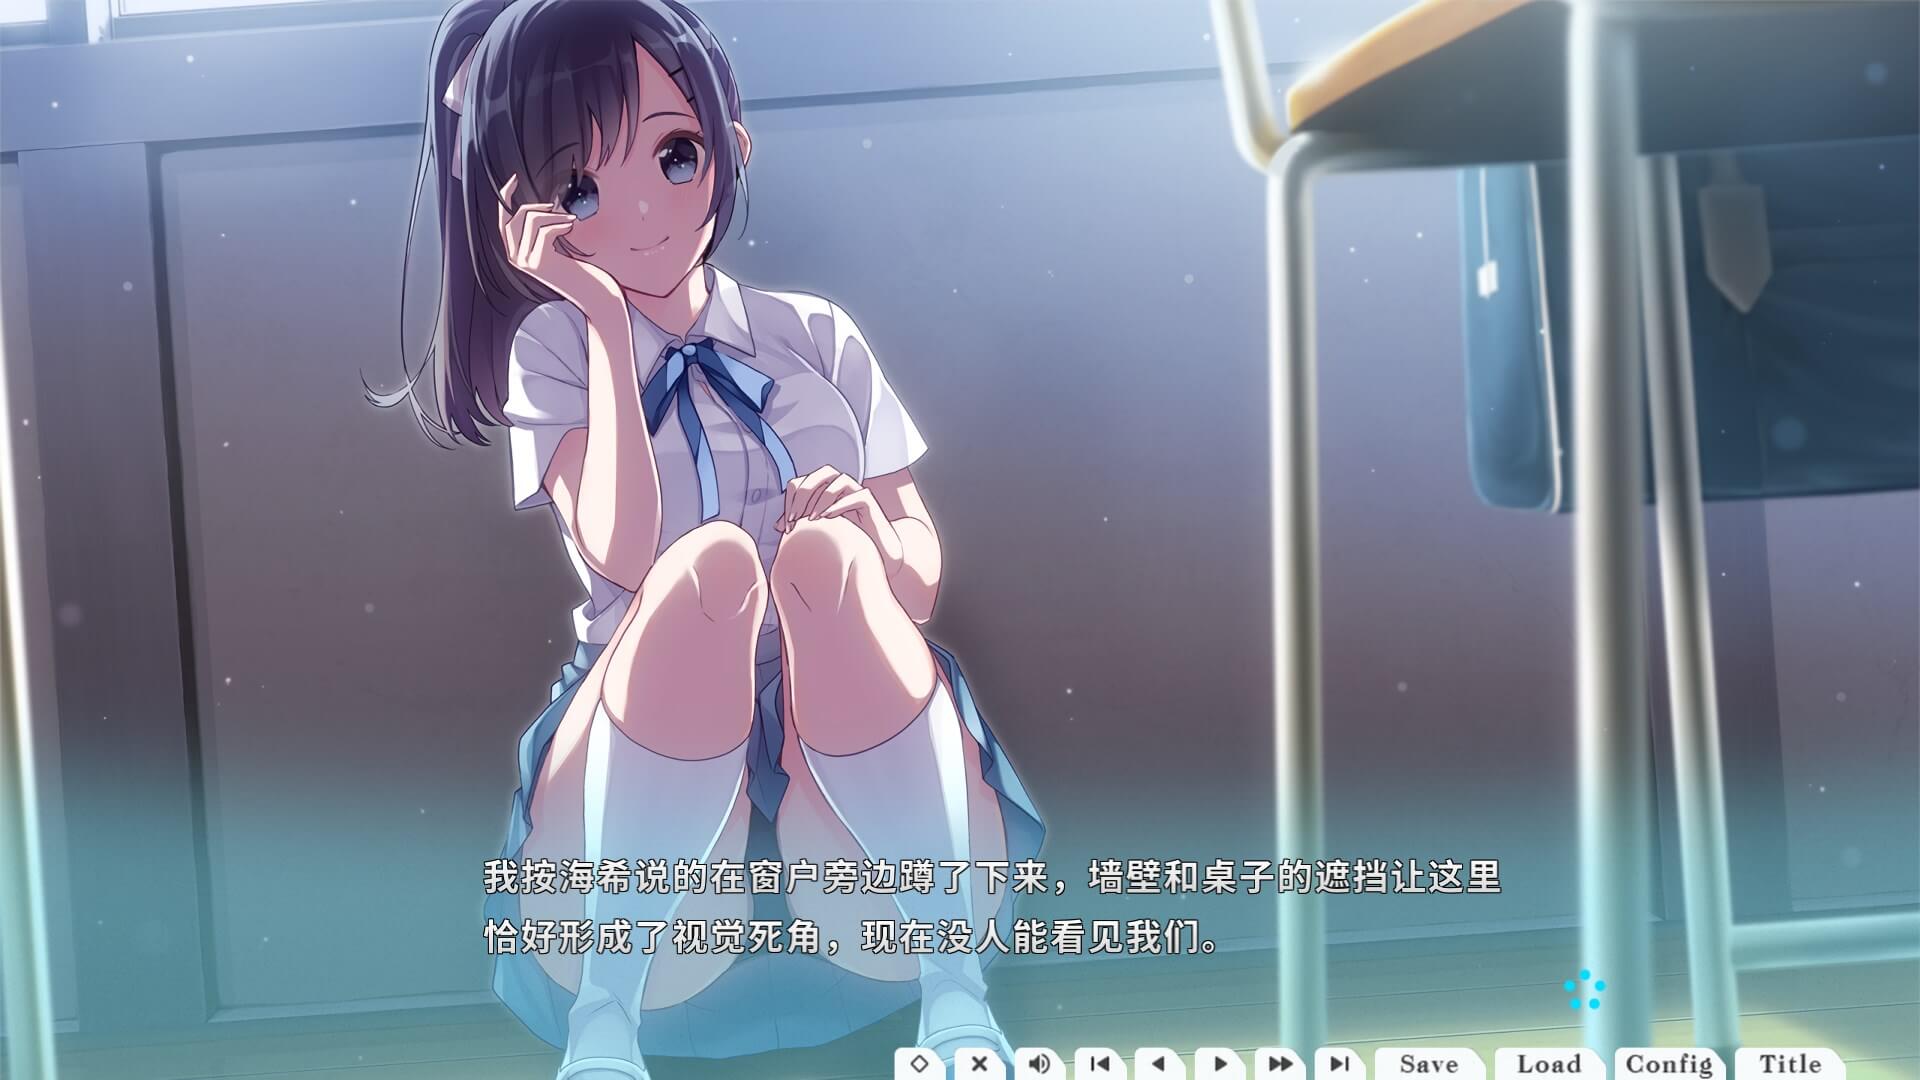 我按海希说的在窗户旁边蹲了下来，墙壁和桌子的遮挡让这里
恰好形成了视觉死角，现在没人能看见我们。
Save Load Config Title